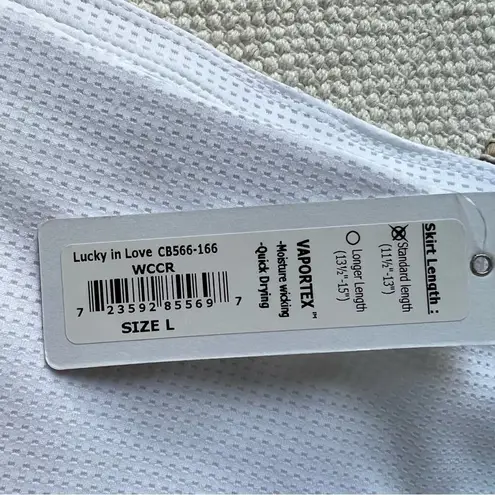 Lucky in Love CB566-166
WCCR
7 23592 85569 7
SIZE L
Skirt Length :
Standard length
(11½"-13")
Longer Length
(13½"-15")
VAPORTEX™
-Moisture wicking
-Quick Drying